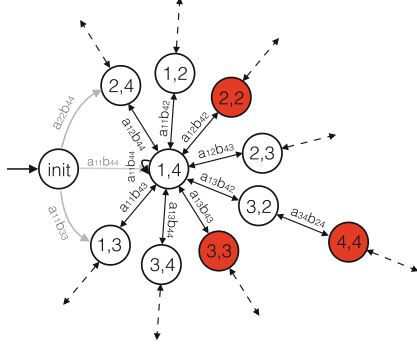 1,2
2,4
2,2
a22b44
a12b44
a11b42
a12b42
a12b43
2,3
init
a11b44
a11b44
1,4
a13b42
3,2
a34b24
a11b33
a11b43
a13b44
a13b43
1,3
3,4
3,3
4,4